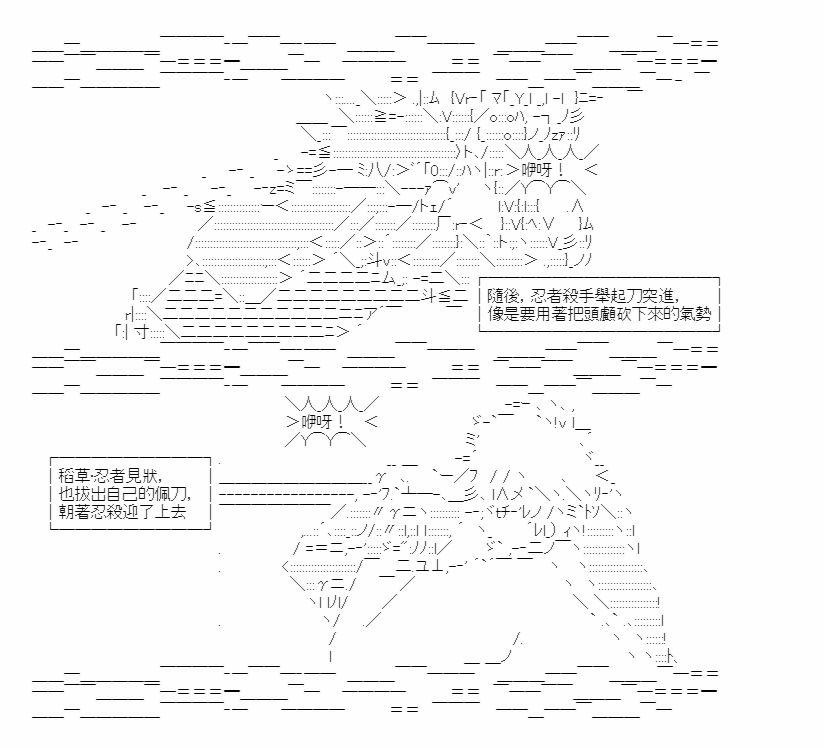 咿呀！
隨後，忍者殺手舉起刀突進，
像是要用著把頭顱砍下來的氣勢
咿呀！
稻草·忍者見狀，
也拔出自己的佩刀，
朝著忍殺迎了上去